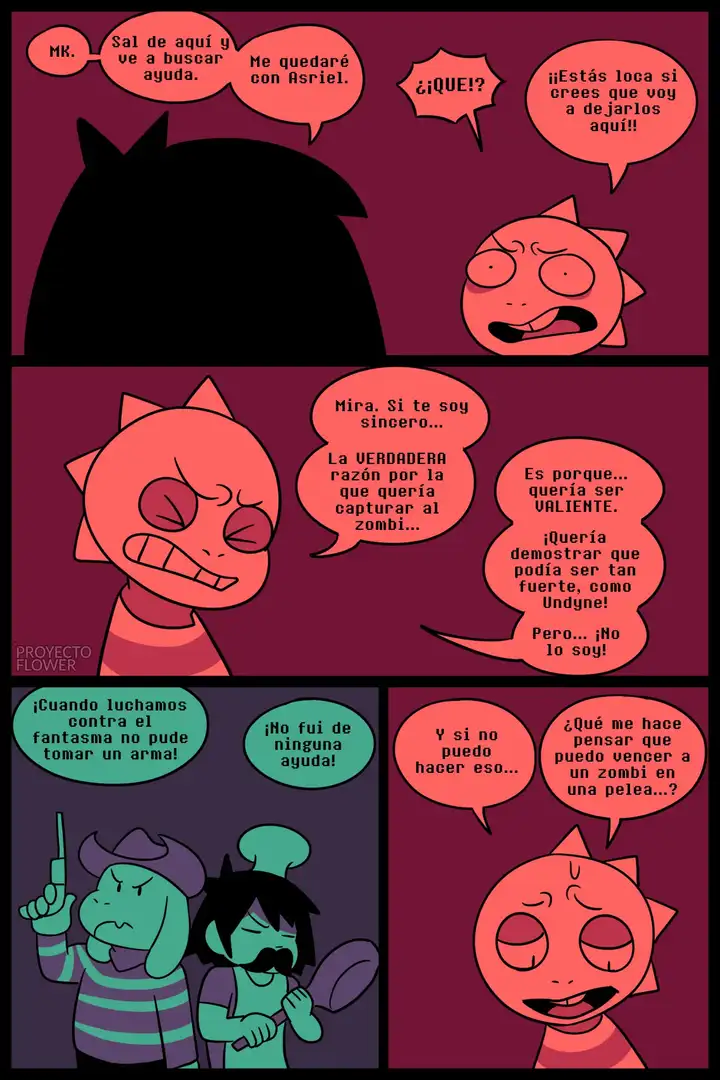 MK.
Sal de aquí y
ve a buscar
ayuda.
Me quedaré
con Asriel.
¿¡QUE!?
¡¡Estás loca si
crees que voy
a dejarlos
aquí!!
Mira. Si te soy
sincero...
La VERDADERA
razón por la
que quería
capturar al
zombi...
Es porque...
quería ser
VALIENTE.
¡Quería
demostrar que
podía ser tan
fuerte, como
Undyne!
Pero... ¡No
lo soy!
PROYECTO
FLOWER
¡Cuando luchamos
contra el
fantasma no pude
tomar un arma!
¡No fui de
ninguna
ayuda!
Y si no
puedo
hacer eso...
¿Qué me hace
pensar que
puedo vencer a
un zombi en
una pelea...?